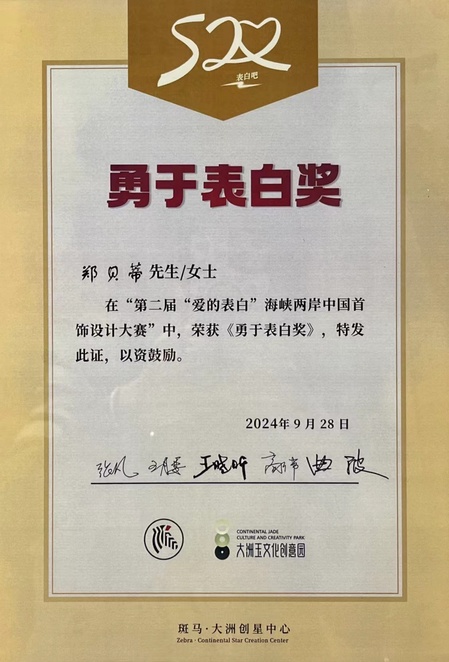 520
表白吧
勇于表白奖
郑贝蒂 先生/女士
在“第二届“爱的表白”海峡两岸中国首
饰设计大赛”中，荣获《勇于表白奖》，特发
此证，以资鼓励。
2024年9月28日
王晓昕
CONTINENTAL JADE
CULTURE AND CREATIVITY PARK
大洲玉文化创意园
斑马·大洲创星中心
Zebra · Continental Star Creation Center